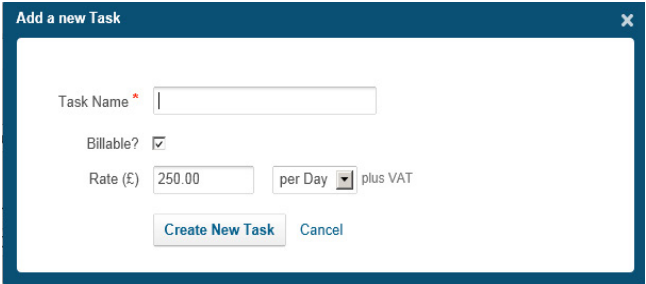 Add a new Task
Task Name *
Billable?
Rate (£) 250.00 per Day plus VAT
Create New Task Cancel